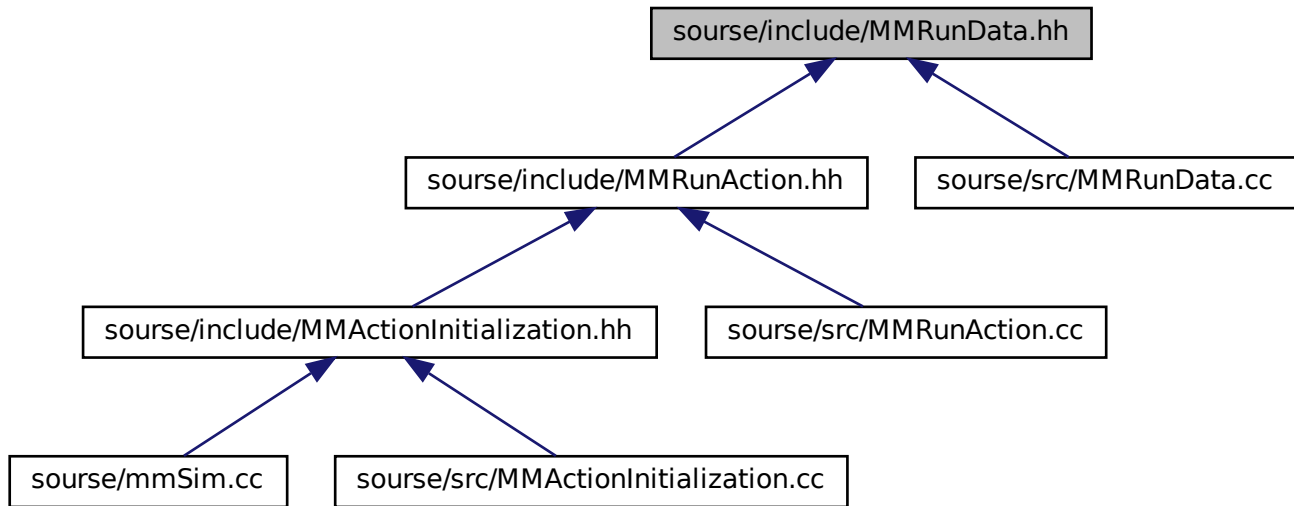 sourse/include/MMRunData.hh
sourse/include/MMRunAction.hh
sourse/src/MMRunData.cc
sourse/include/MMActionInitialization.hh
sourse/src/MMRunAction.cc
sourse/mmSim.cc
sourse/src/MMActionInitialization.cc